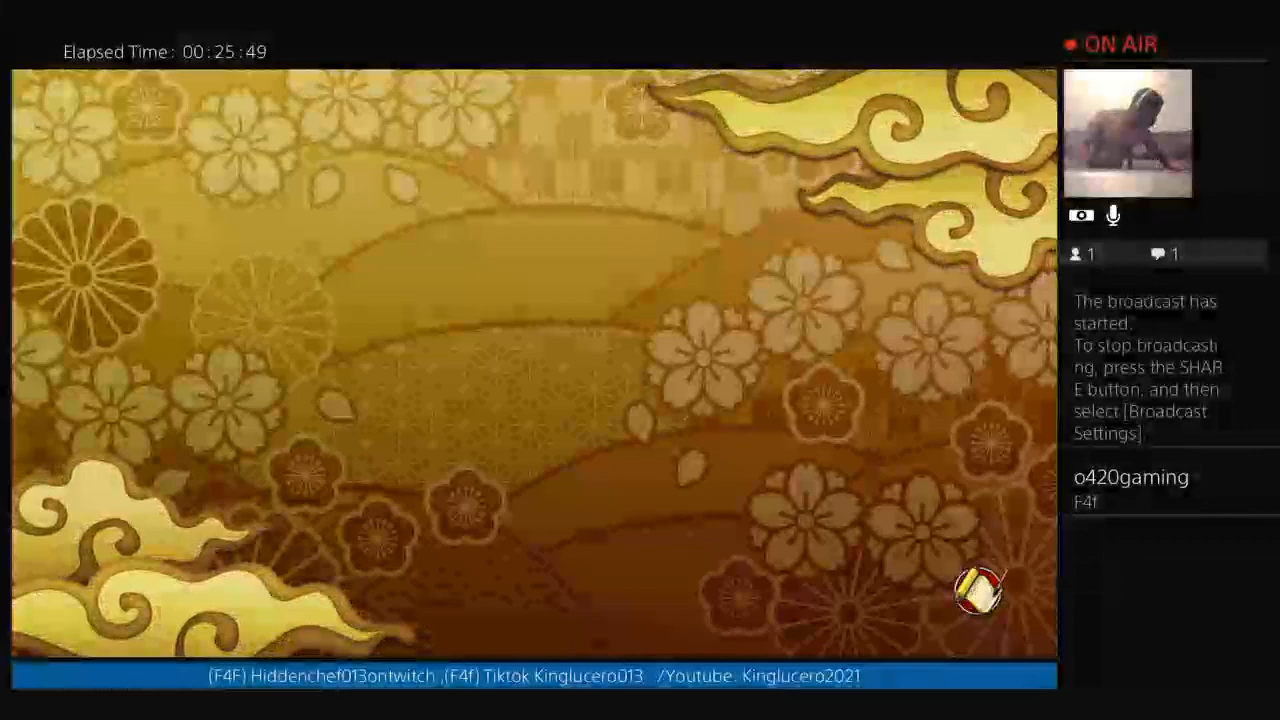 Elapsed Time: 00:25:49
ON AIR
1
1
The broadcast has
started.
To stop broadcasti
ng, press the SHAR
E button, and then
select [Broadcast
Settings].
o420gaming
F4f
(F4F) Hiddenchef013ontwitch ,(F4f) Tiktok Kinglucero013 /Youtube. Kinglucero2021